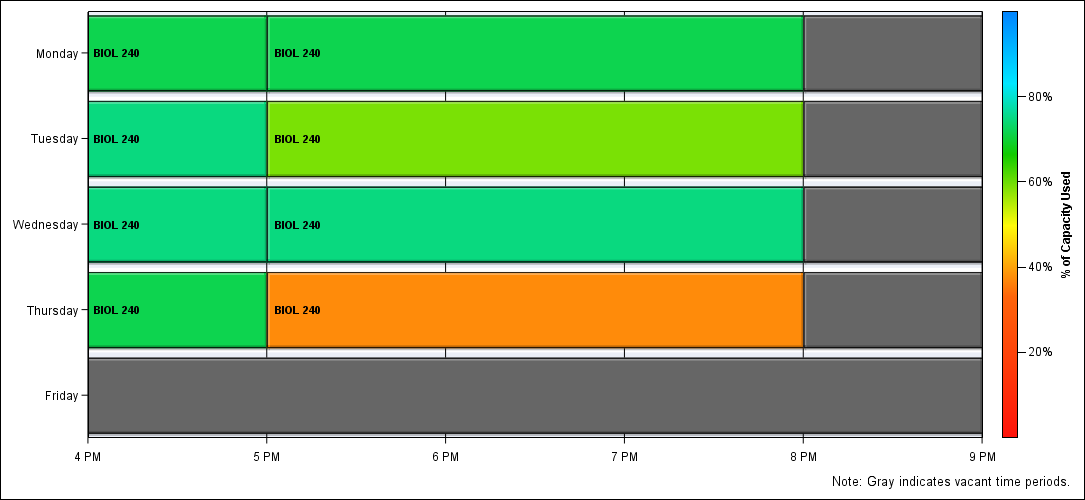 Monday
BIOL 240
BIOL 240
Tuesday
BIOL 240
BIOL 240
Wednesday
BIOL 240
BIOL 240
Thursday
BIOL 240
BIOL 240
Friday
4 PM
5 PM
6 PM
7 PM
8 PM
9 PM
80%
60%
40%
20%
% of Capacity Used
Note: Gray indicates vacant time periods.